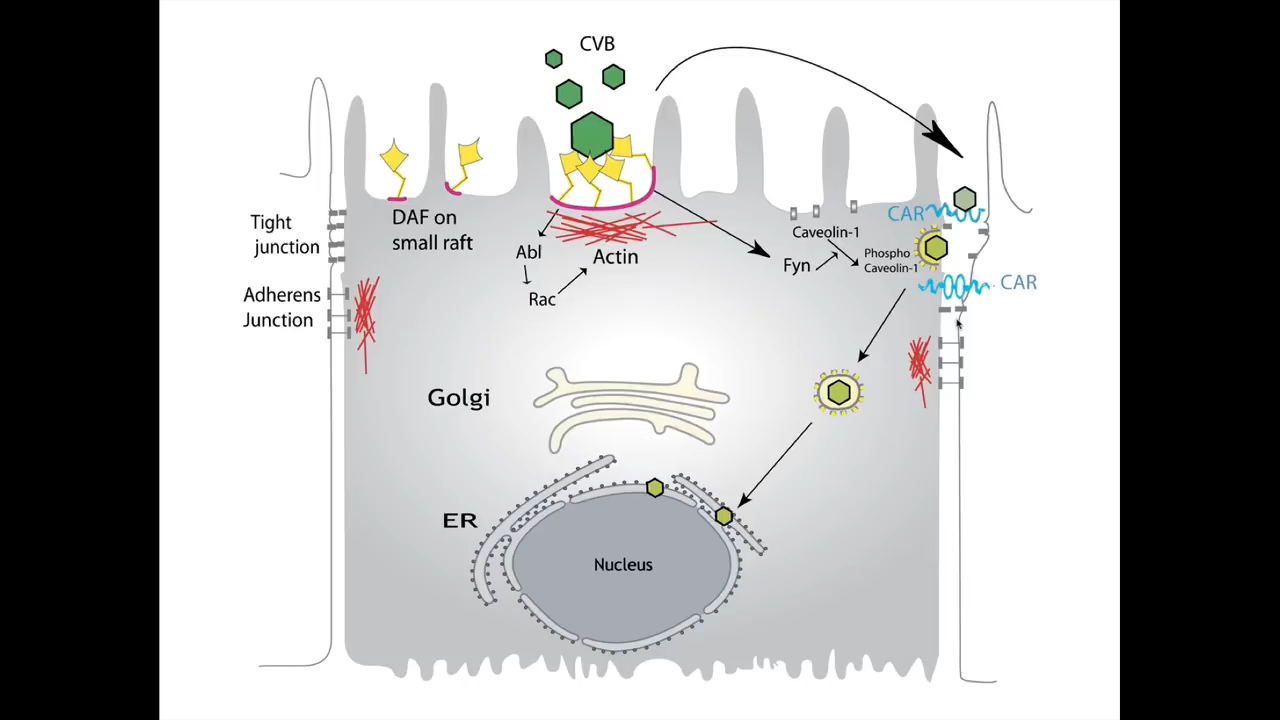 CVB
Tight
junction
DAF on
small raft
Abl
Actin
Rac
Caveolin-1
Fyn
Phospho
Caveolin-1
CAR
CAR
Adherens
Junction
Golgi
ER
Nucleus